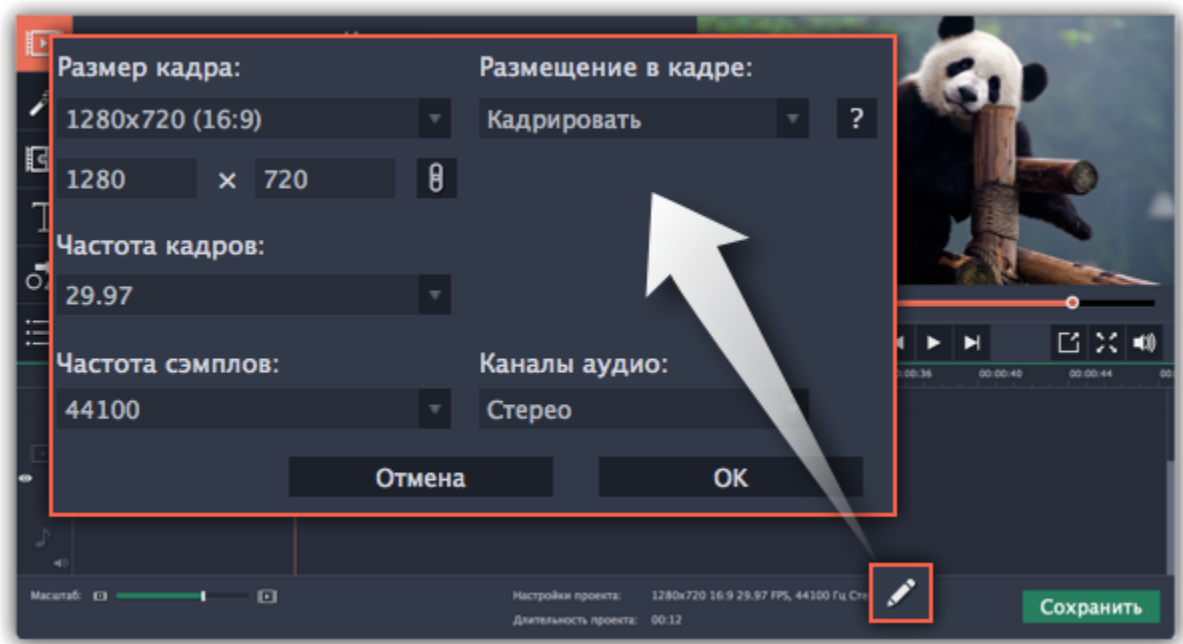 Размер кадра:
Размещение в кадре:
1280x720 (16:9)
Кадрировать
?
1280 × 720
Частота кадров:
29.97
Частота сэмплов:
Каналы аудио:
44100
Стерео
Отмена
OK
00:00:36 00:00:40 00:00:44
Масштаб:
Настройки проекта: 1280x720 16:9 29.97 FPS, 44100 Гц
Длительность проекта: 00:12
Сохранить